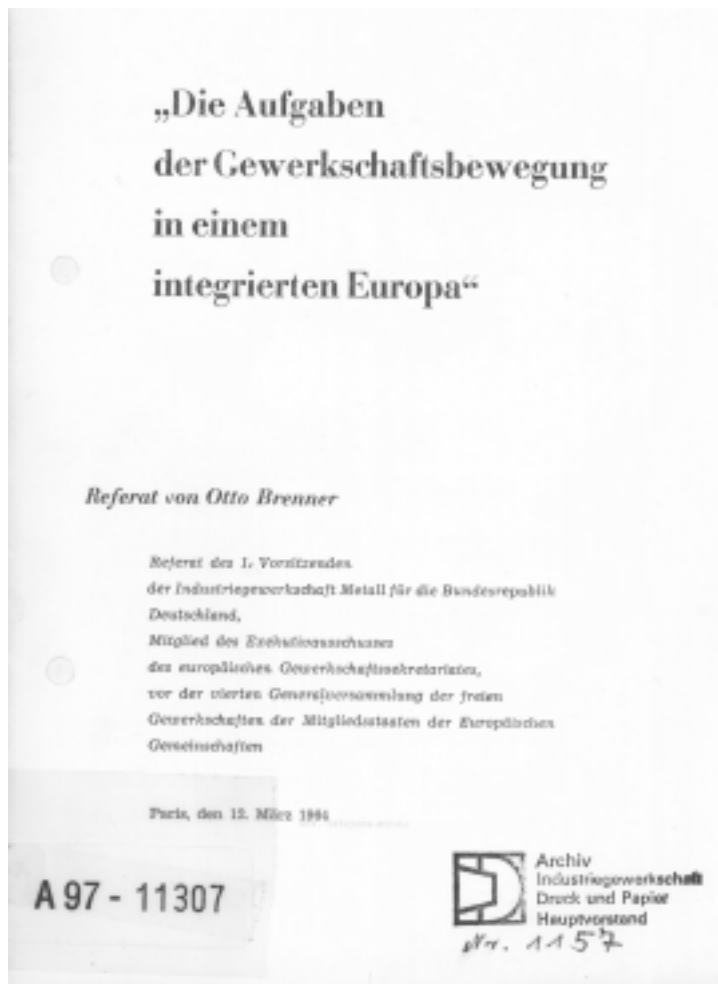 „Die Aufgaben
der Gewerkschaftsbewegung
in einem
integrierten Europa“
Referat von Otto Brenner
Referat des 1. Vorsitzenden
der Industriegewerkschaft Metall für die Bundesrepublik
Deutschland,
Mitglied des Exekutivausschusses
des europäischen Gewerkschaftssekretariates,
vor der vierten Generalversammlung der freien
Gewerkschaften der Mitgliedsstaaten der Europäischen
Gemeinschaften
Paris, den 12. März 1964
A 97 - 11307
Archiv
Industriegewerkschaft
Druck und Papier
Hauptvorstand
Nr. 1157